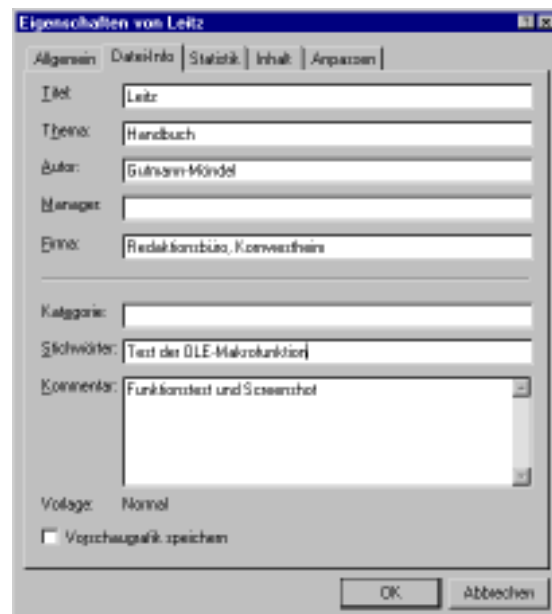 Eigenschaften von Leitz
Allgemein Datei-Info Statistik Inhalt Anpassen
Titel: Leitz
Thema: Handbuch
Autor: Gutmann-Möndel
Manager:
Firma: Redaktionsbüro, Kornwestheim
Kategorie:
Stichwörter: Test der OLE-Makrofunktion
Kommentar: Funktionstest und Screenshot
Vorlage: Normal
Vorschaugrafik speichern
OK Abbrechen